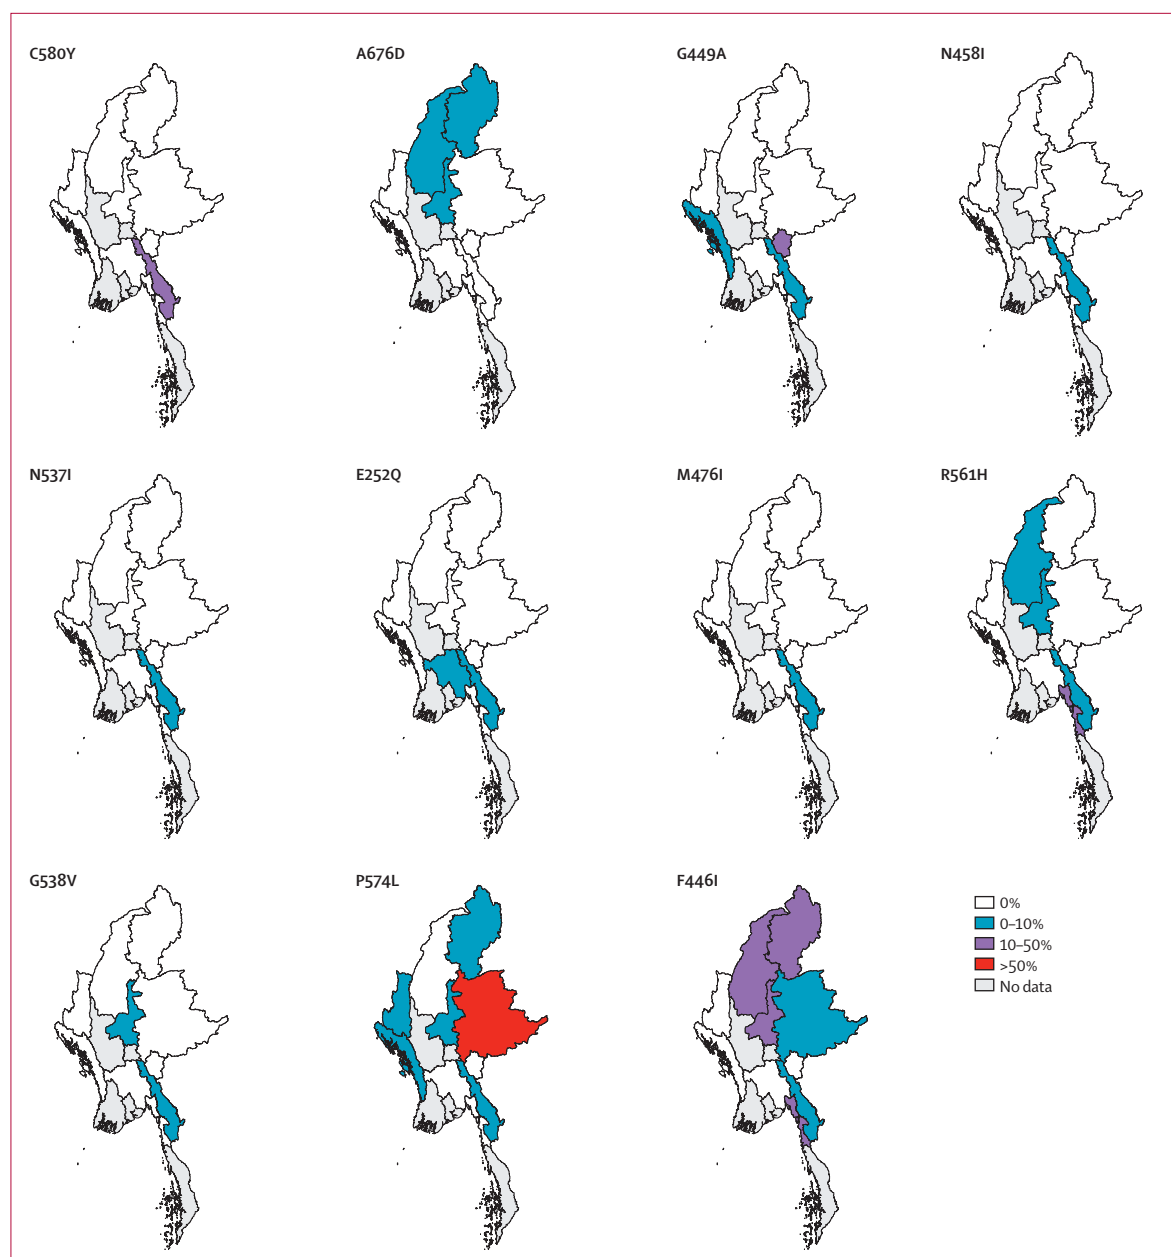 C580Y
A676D
G449A
N458I
N537I
E252Q
M476I
R561H
G538V
P574L
F446I
0%
0–10%
10–50%
>50%
No data